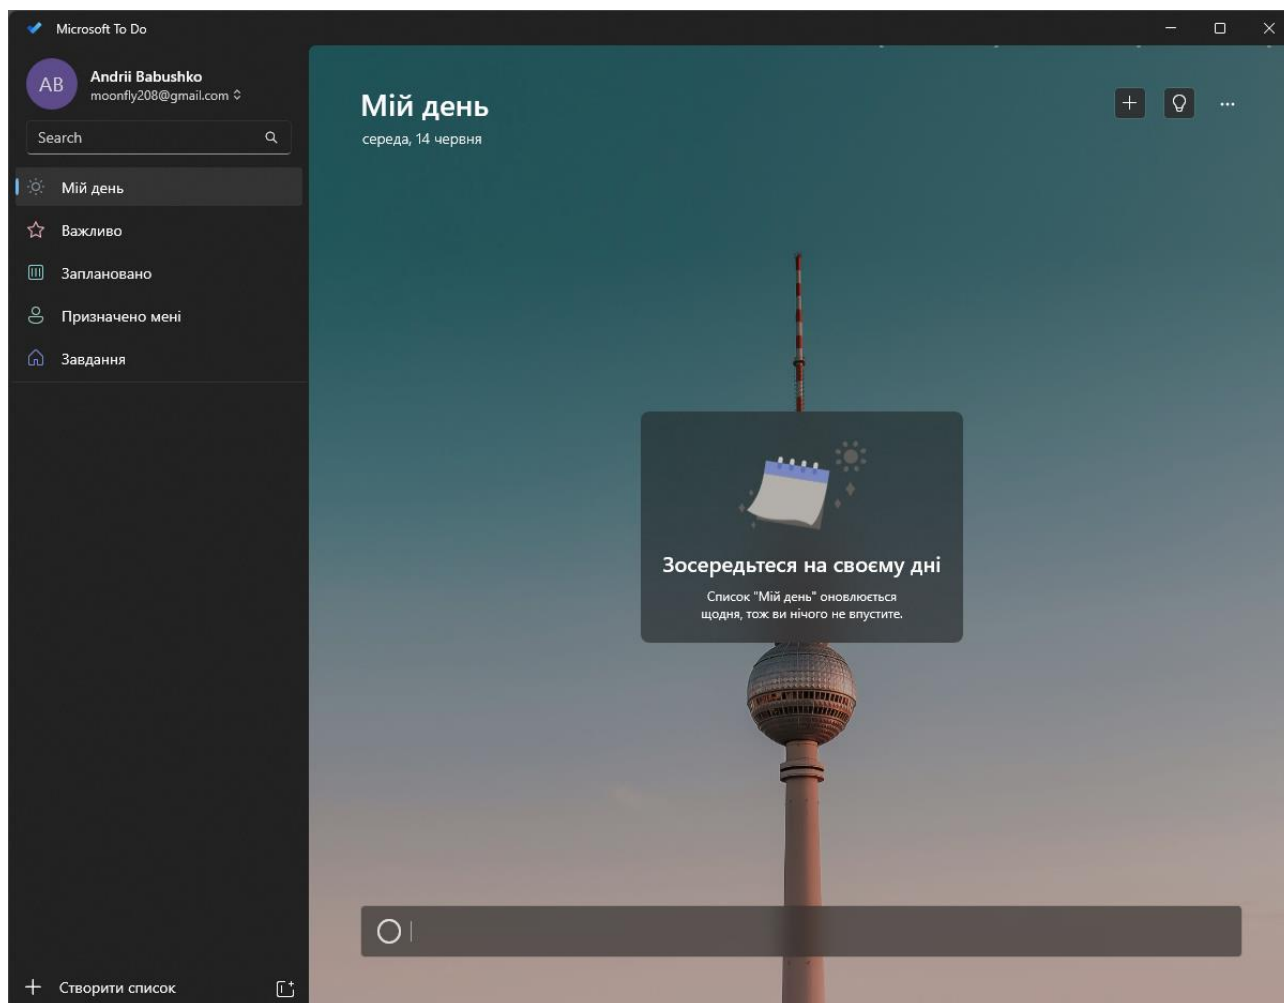 Microsoft To Do
AB
Andrii Babushko
moonfly208@gmail.com
Search
Мій день
Важливо
Заплановано
Призначено мені
Завдання
Створити список
Мій день
середа, 14 червня
Зосередьтеся на своєму дні
Список "Мій день" оновлюється
щодня, тож ви нічого не впустите.